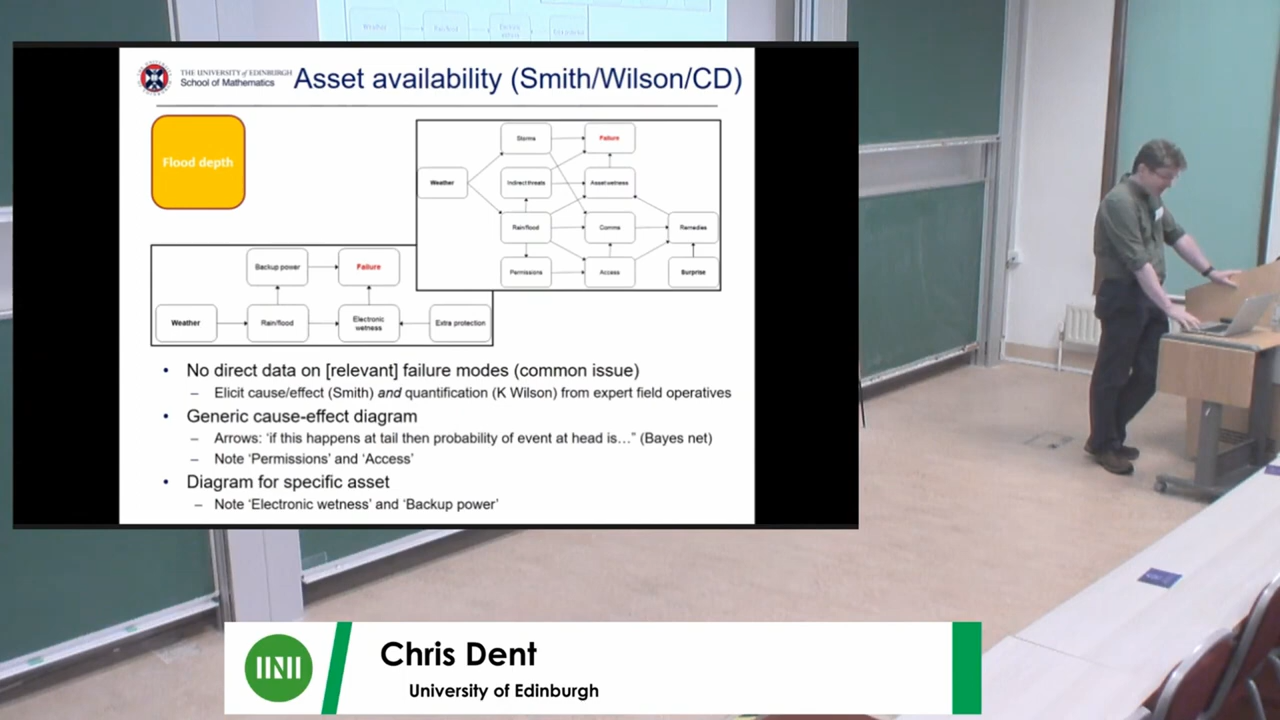 THE UNIVERSITY of EDINBURGH
School of Mathematics
Asset availability (Smith/Wilson/CD)
Flood depth
Storms
Failure
Weather
Indirect threats
Asset wetness
Rain/flood
Comms
Remedies
Permissions
Access
Surprise
Backup power
Failure
Weather
Rain/flood
Electronic
wetness
Extra protection
• No direct data on [relevant] failure modes (common issue)
– Elicit cause/effect (Smith) and quantification (K Wilson) from expert field operatives
• Generic cause-effect diagram
– Arrows: ‘if this happens at tail then probability of event at head is…” (Bayes net)
– Note ‘Permissions’ and ‘Access’
• Diagram for specific asset
– Note ‘Electronic wetness’ and ‘Backup power’
Chris Dent
University of Edinburgh